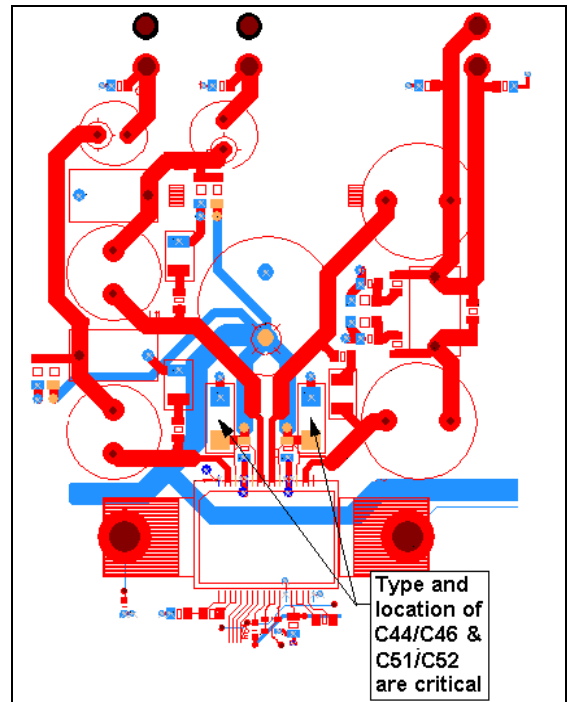 Type and
location of
C44/C46 &
C51/C52
are critical